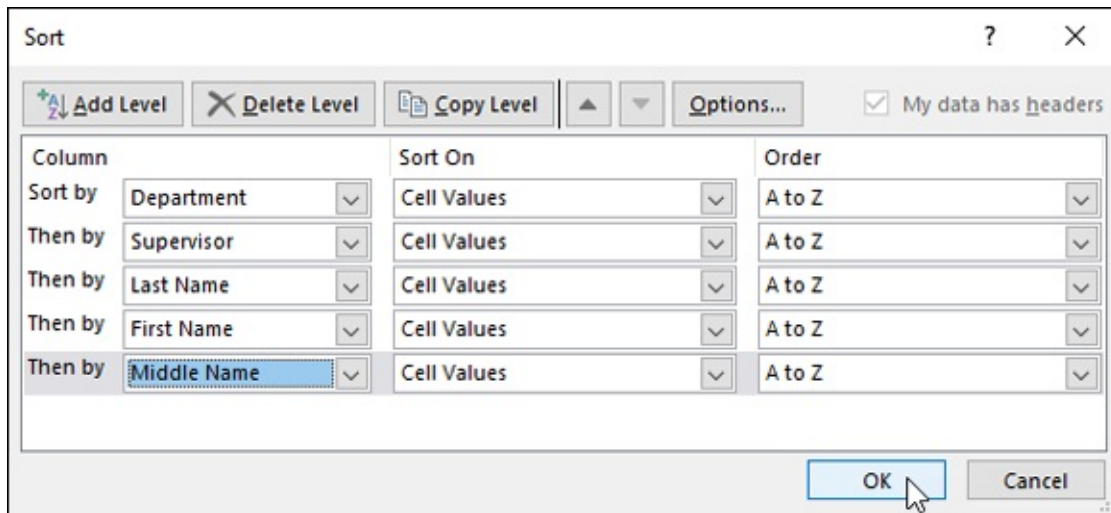 Sort ?
Add Level Delete Level Copy Level Options... My data has headers
Column Sort On Order
Sort by Department Cell Values A to Z
Then by Supervisor Cell Values A to Z
Then by Last Name Cell Values A to Z
Then by First Name Cell Values A to Z
Then by Middle Name Cell Values A to Z
OK Cancel